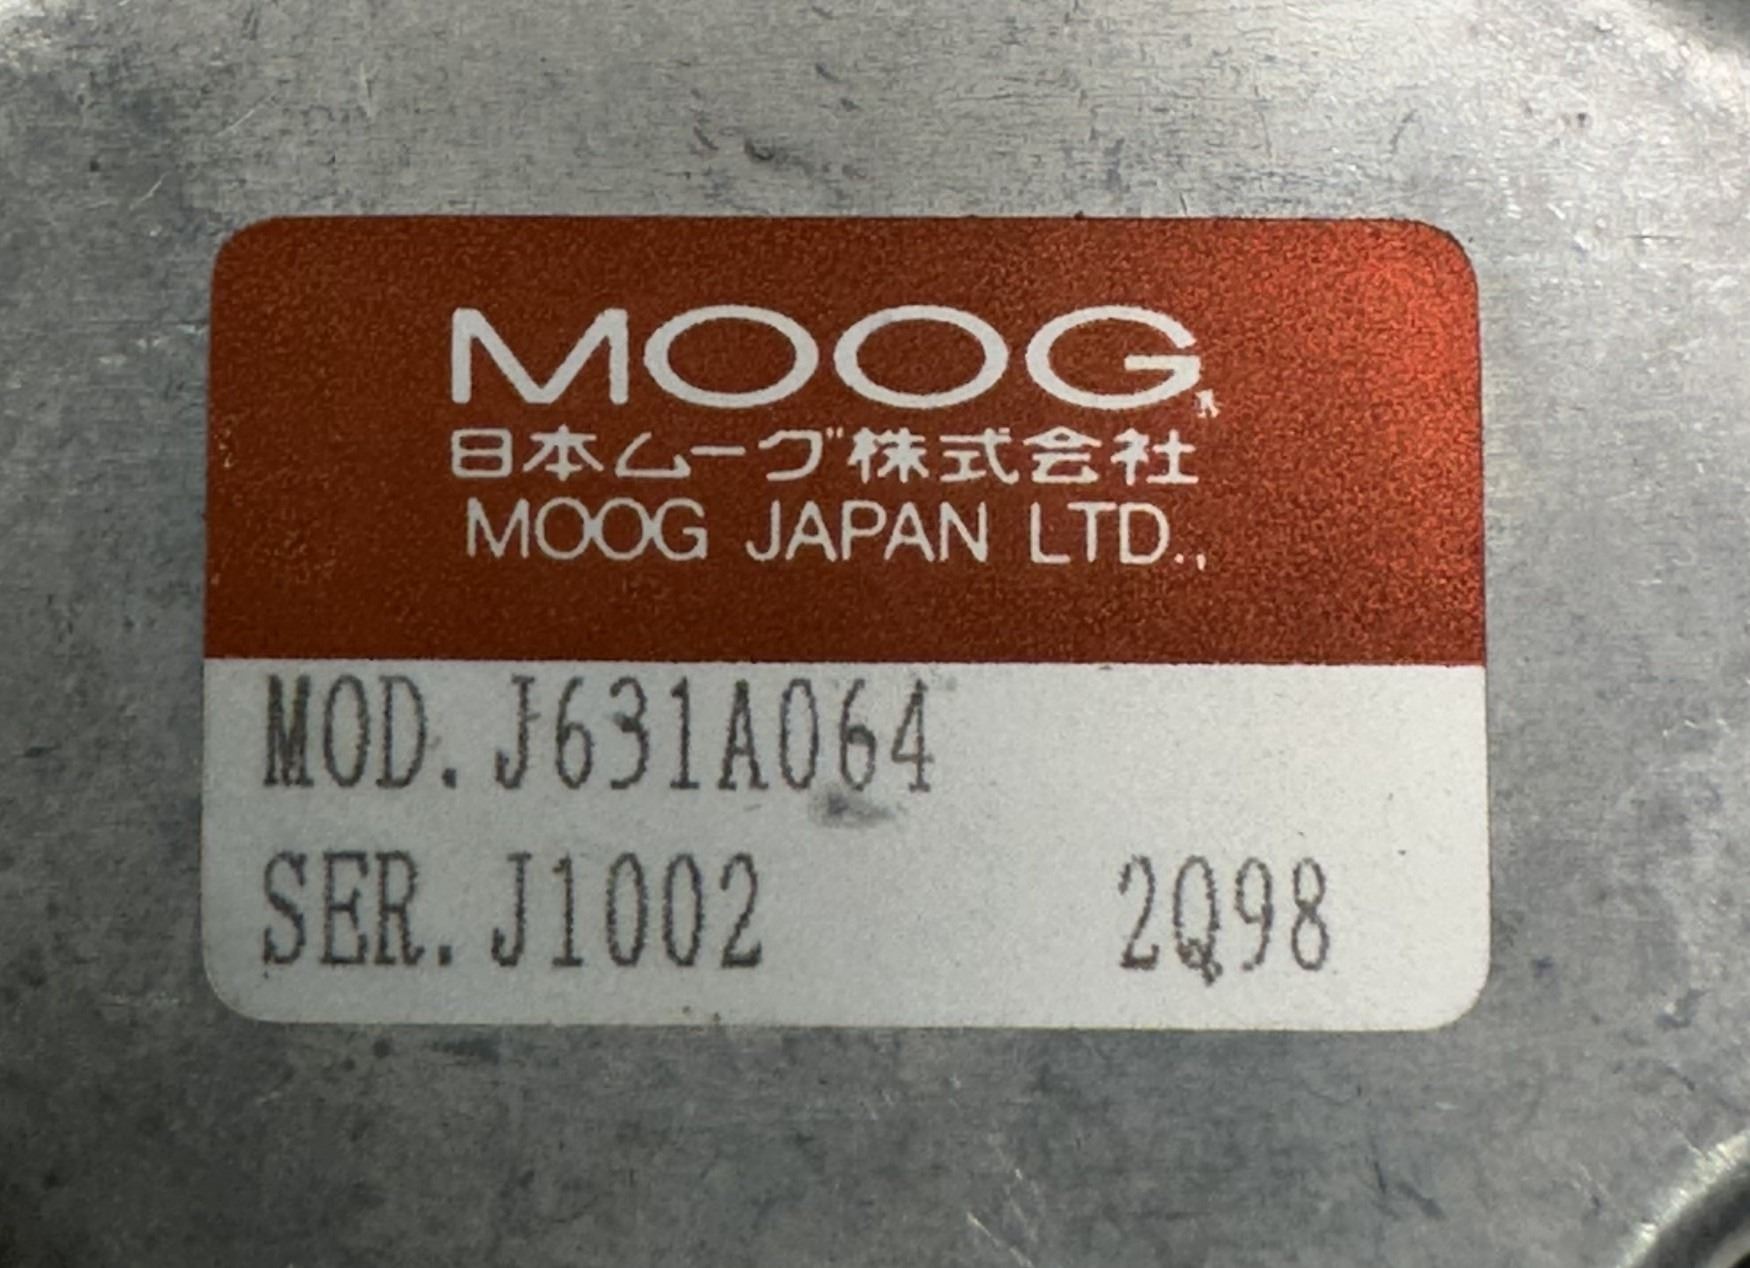 MOOG
日本ムーグ株式会社
MOOG JAPAN LTD.,
MOD. J631A064
SER. J1002 2Q98